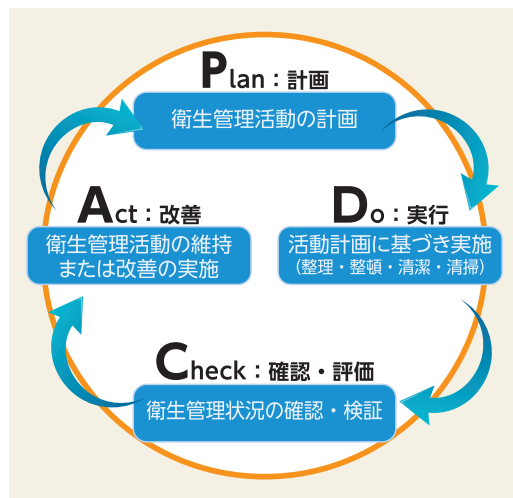 Plan：計画
衛生管理活動の計画
Act：改善
衛生管理活動の維持
または改善の実施
Do：実行
活動計画に基づき実施
（整理・整頓・清潔・清掃）
Check：確認・評価
衛生管理状況の確認・検証